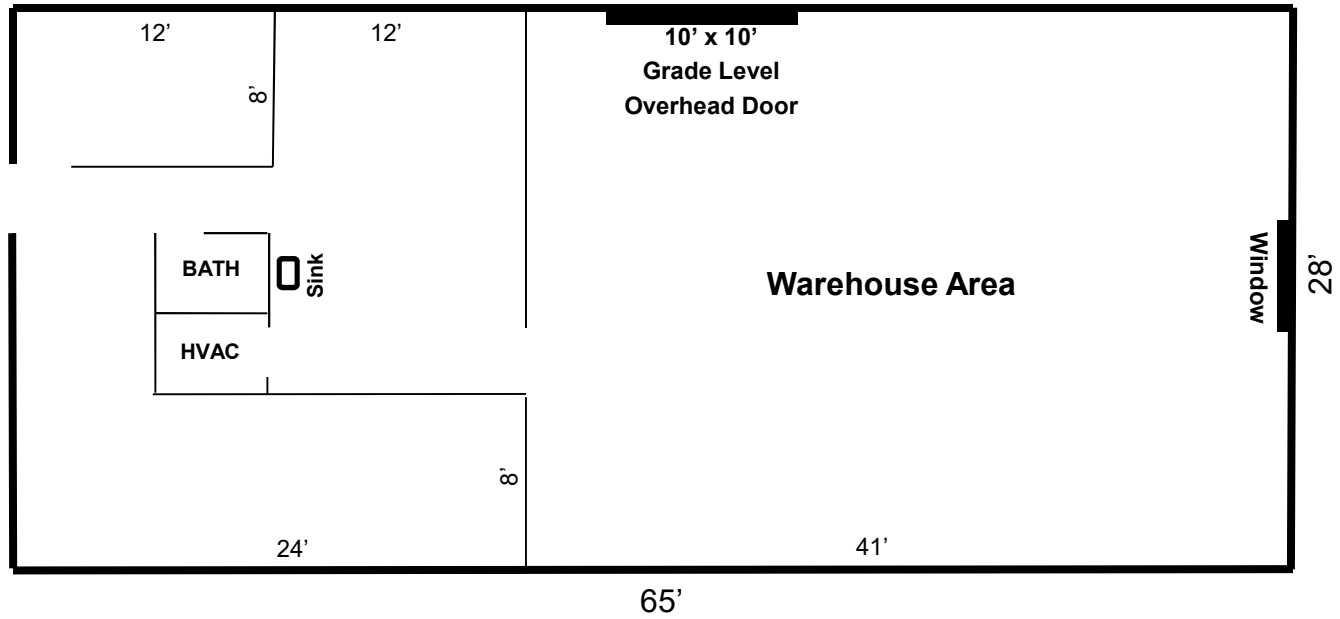 12’
12’
8’
10’ x 10’
Grade Level
Overhead Door
BATH
Sink
HVAC
Warehouse Area
Window
28’
8’
24’
41’
65’